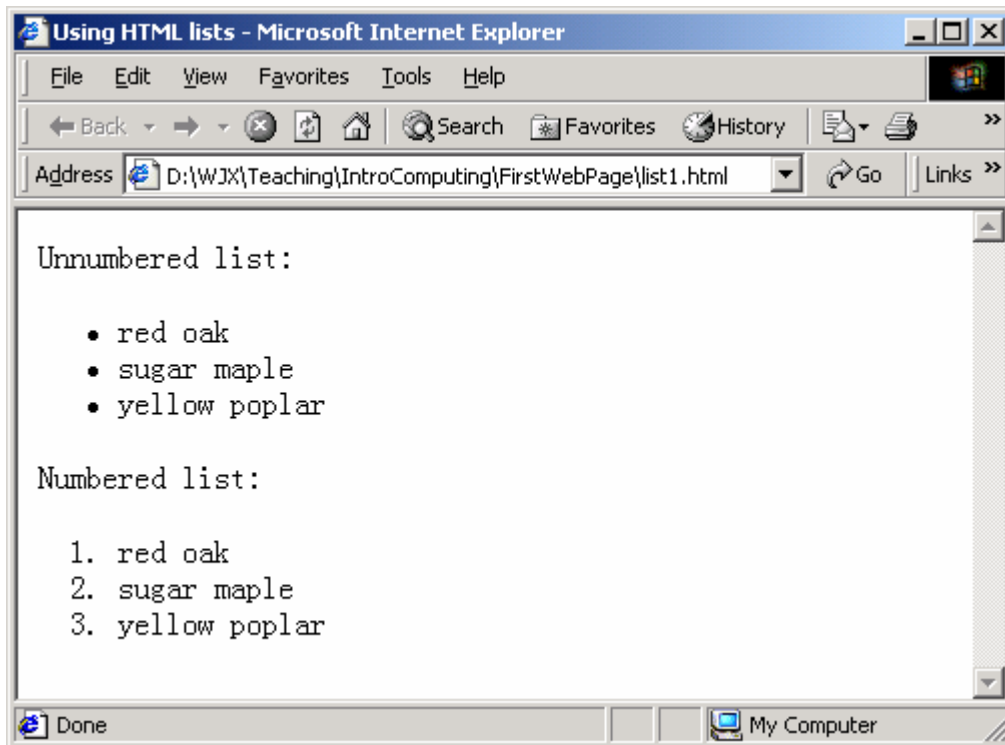 Using HTML lists - Microsoft Internet Explorer
File Edit View Favorites Tools Help
Back Search Favorites History »
Address D:\WJX\Teaching\IntroComputing\FirstWebPage\list1.html Go Links »
Unnumbered list:
• red oak
• sugar maple
• yellow poplar
Numbered list:
1. red oak
2. sugar maple
3. yellow poplar
Done My Computer